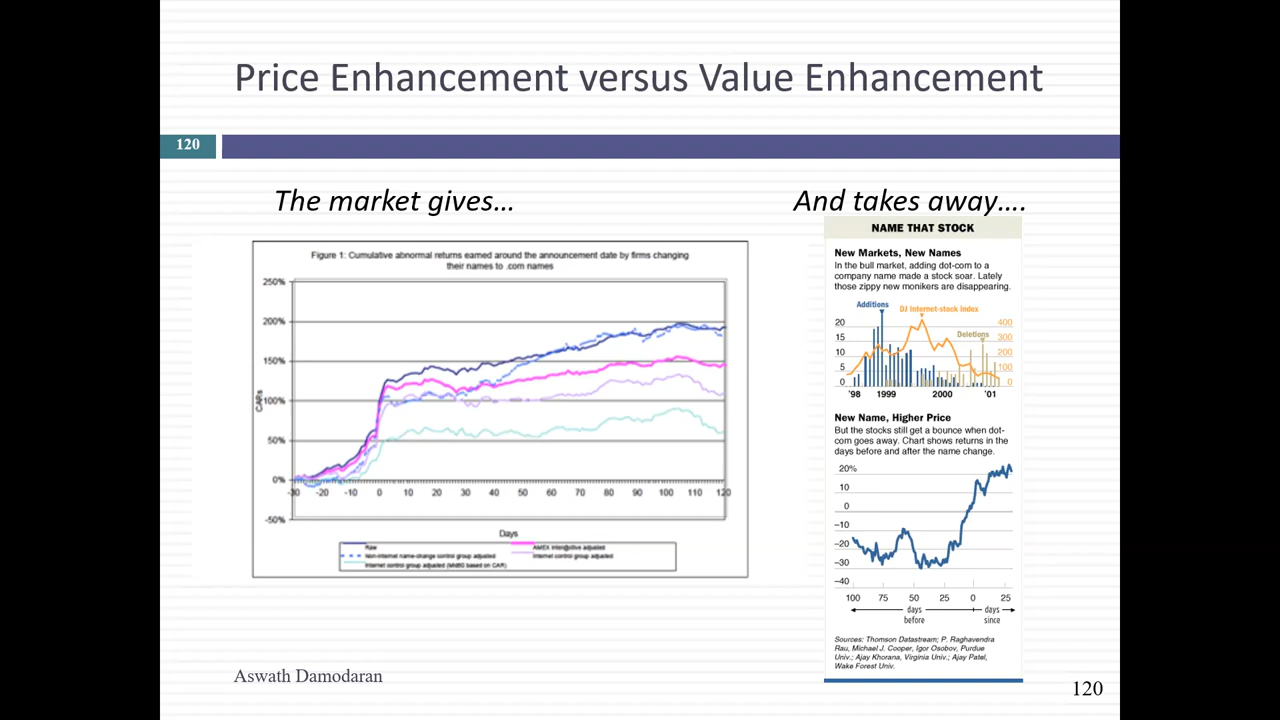 Price Enhancement versus Value Enhancement
120
The market gives…
And takes away….
Figure 1: Cumulative abnormal returns earned around the announcement date by firms changing
their names to .com names
250%
200%
150%
100%
50%
0%
-50%
CARs
-30 -20 -10 0 10 20 30 40 50 60 70 80 90 100 110 120
Days
Raw
AMEX Inter@ctive adjusted
Non-internet name-change control group adjusted
Internet control group adjusted
Internet control group adjusted (Mid60 based on CAR)
NAME THAT STOCK
New Markets, New Names
In the bull market, adding dot-com to a
company name made a stock soar. Lately
those zippy new monikers are disappearing.
Additions
DJ Internet-stock index
Deletions
20
15
10
5
0
400
300
200
100
0
'98 1999 2000 '01
New Name, Higher Price
But the stocks still get a bounce when dot-
com goes away. Chart shows returns in the
days before and after the name change.
20%
10
0
–10
–20
–30
–40
100 75 50 25 0 25
days
before
days
since
Sources: Thomson Datastream; P. Raghavendra
Rau, Michael J. Cooper, Igor Osobov, Purdue
Univ.; Ajay Khorana, Virginia Univ.; Ajay Patel,
Wake Forest Univ.
Aswath Damodaran
120